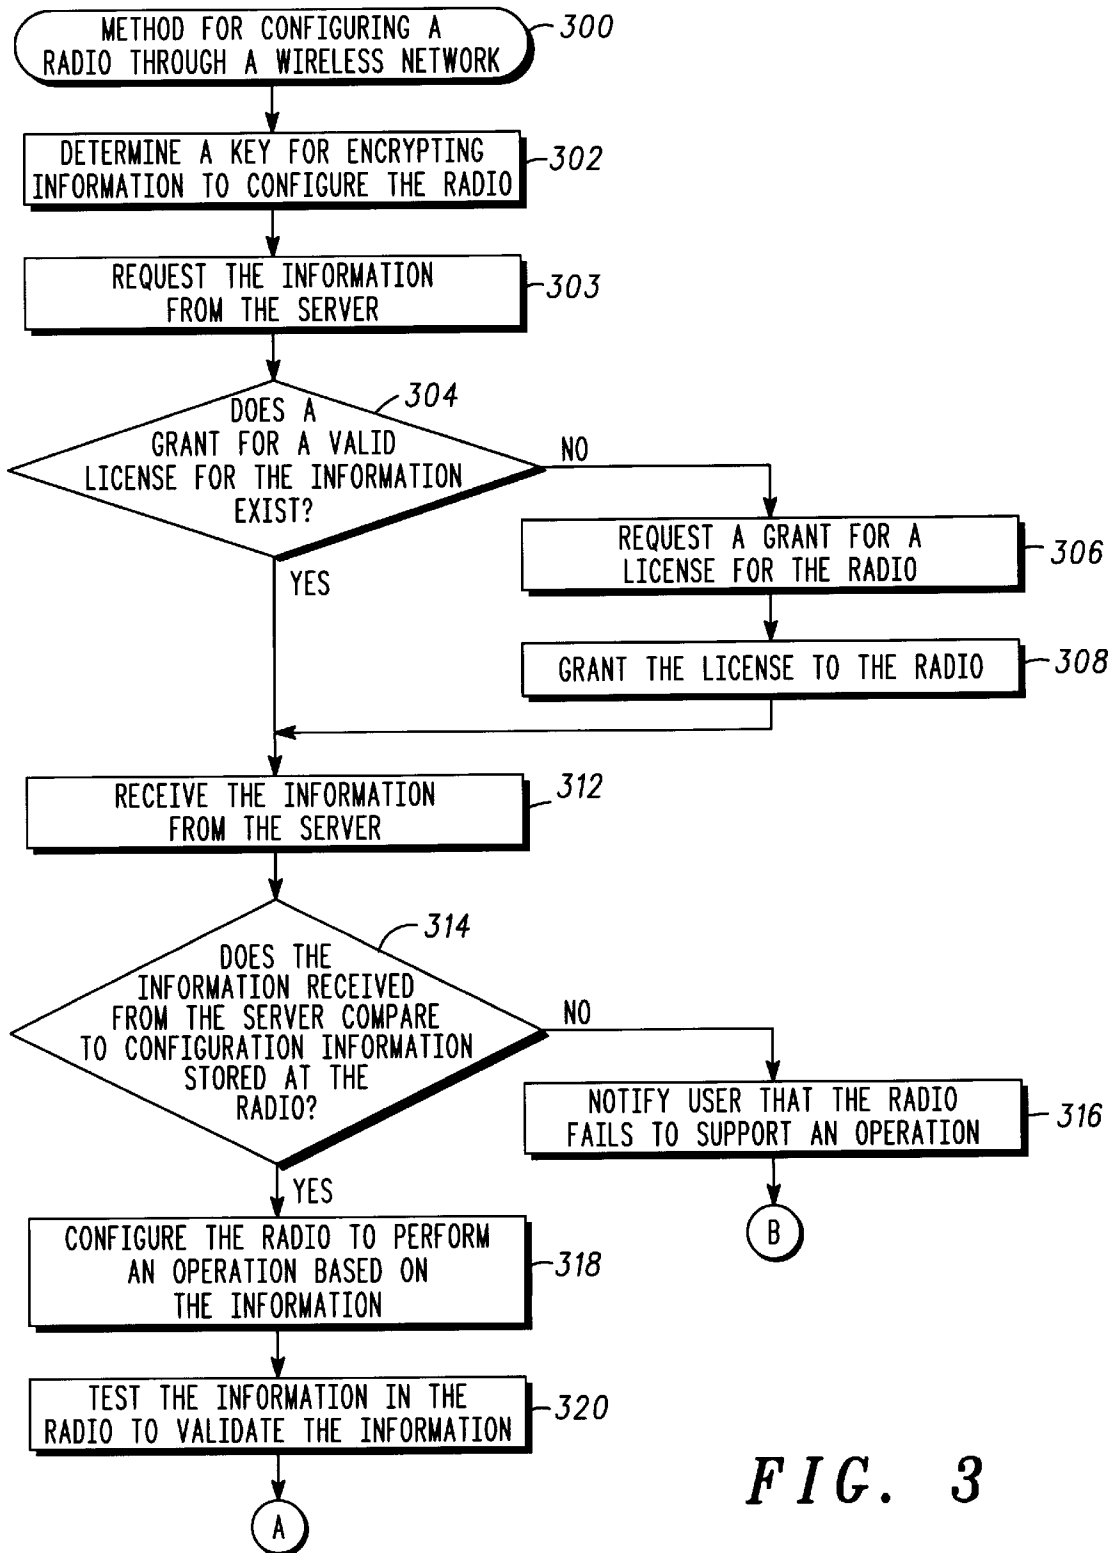 METHOD FOR CONFIGURING A
RADIO THROUGH A WIRELESS NETWORK
300
DETERMINE A KEY FOR ENCRYPTING
INFORMATION TO CONFIGURE THE RADIO
302
REQUEST THE INFORMATION
FROM THE SERVER
303
304
DOES A
GRANT FOR A VALID
LICENSE FOR THE INFORMATION
EXIST?
NO
YES
REQUEST A GRANT FOR A
LICENSE FOR THE RADIO
306
GRANT THE LICENSE TO THE RADIO
308
RECEIVE THE INFORMATION
FROM THE SERVER
312
314
DOES THE
INFORMATION RECEIVED
FROM THE SERVER COMPARE
TO CONFIGURATION INFORMATION
STORED AT THE
RADIO?
NO
YES
NOTIFY USER THAT THE RADIO
FAILS TO SUPPORT AN OPERATION
316
B
CONFIGURE THE RADIO TO PERFORM
AN OPERATION BASED ON
THE INFORMATION
318
TEST THE INFORMATION IN THE
RADIO TO VALIDATE THE INFORMATION
320
A
FIG. 3